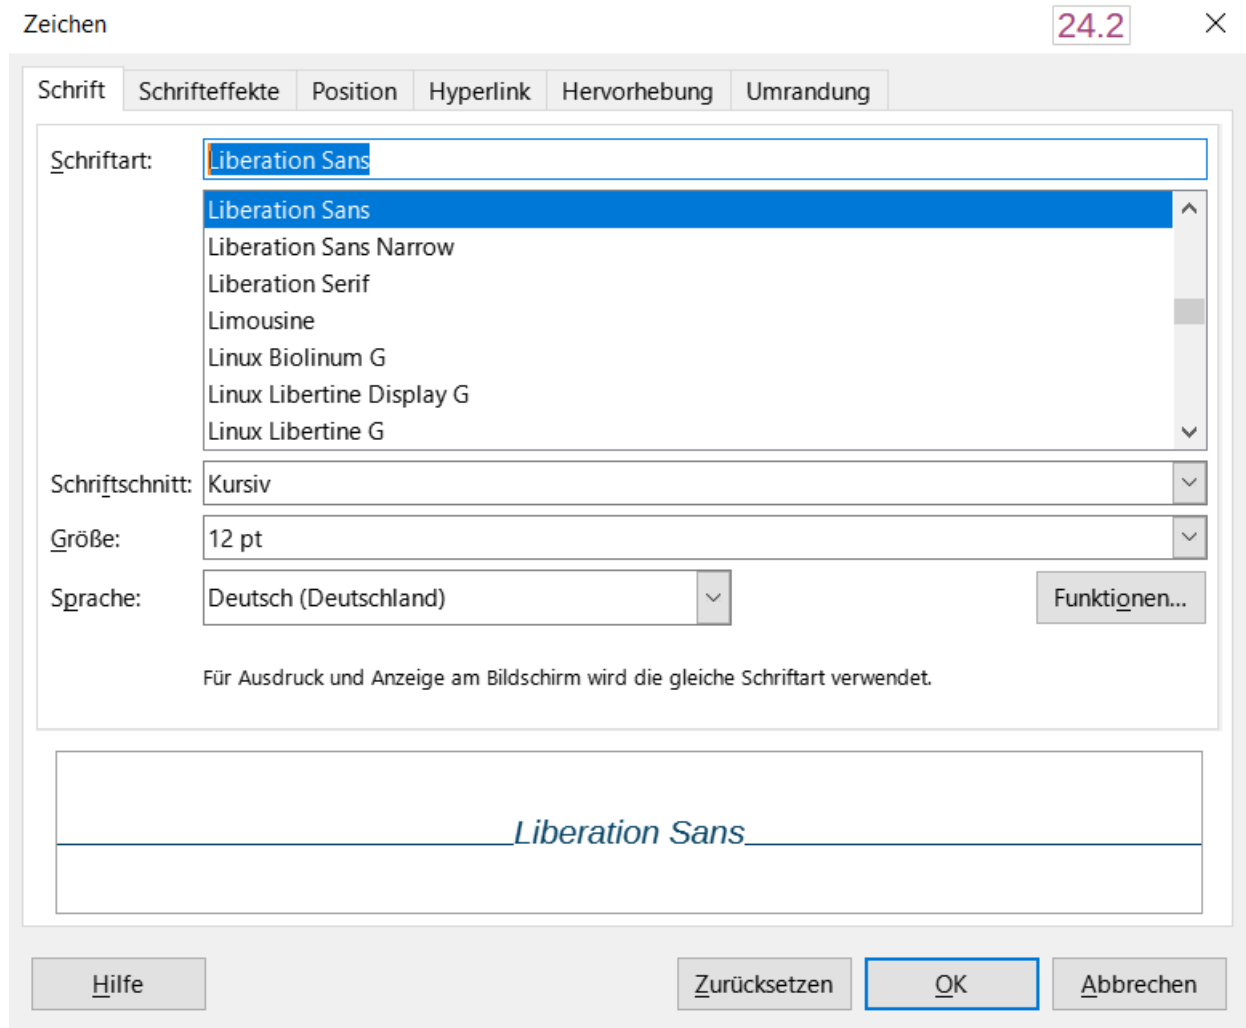 Zeichen 24.2
Schrift Schrifteffekte Position Hyperlink Hervorhebung Umrandung
Schriftart: Liberation Sans
Liberation Sans
Liberation Sans Narrow
Liberation Serif
Limousine
Linux Biolinum G
Linux Libertine Display G
Linux Libertine G
Schriftschnitt: Kursiv
Größe: 12 pt
Sprache: Deutsch (Deutschland) Funktionen...
Für Ausdruck und Anzeige am Bildschirm wird die gleiche Schriftart verwendet.
Liberation Sans
Hilfe Zurücksetzen OK Abbrechen